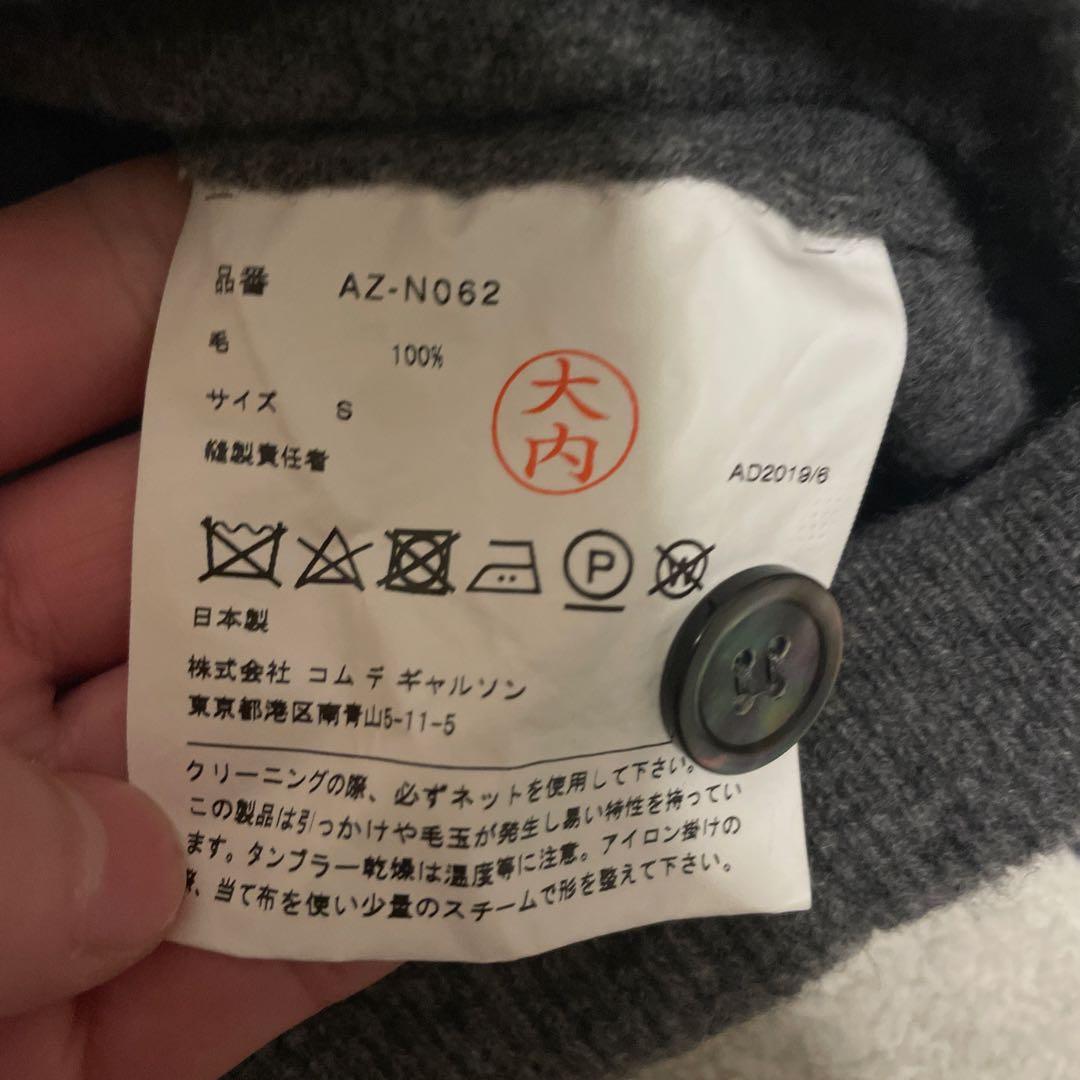 品番 AZ-N062
毛 100%
サイズ S
縫製責任者
大内
AD2019/6
P
W
日本製
株式会社 コム デ ギャルソン
東京都港区南青山5-11-5
クリーニングの際、必ずネットを使用して下さい。
この製品は引っかけや毛玉が発生し易い特性を持ってい
ます。タンブラー乾燥は温度等に注意。アイロン掛けの
際、当て布を使い少量のスチームで形を整えて下さい。